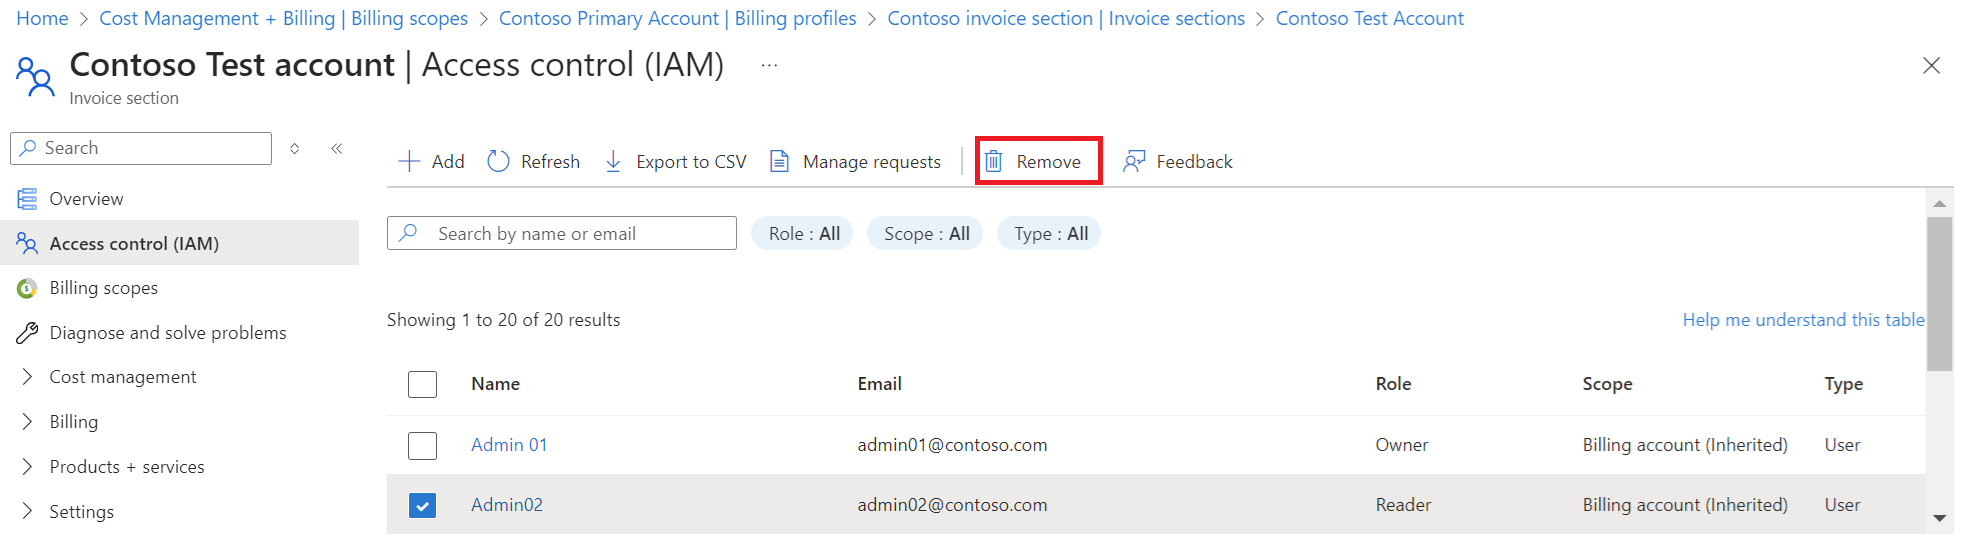 Home > Cost Management + Billing | Billing scopes > Contoso Primary Account | Billing profiles > Contoso invoice section | Invoice sections > Contoso Test Account
Contoso Test account | Access control (IAM) ...
Invoice section
Search
Overview
Access control (IAM)
Billing scopes
Diagnose and solve problems
Cost management
Billing
Products + services
Settings
Add Refresh Export to CSV Manage requests Remove Feedback
Search by name or email Role : All Scope : All Type : All
Showing 1 to 20 of 20 results Help me understand this table
Name Email Role Scope Type
Admin 01 admin01@contoso.com Owner Billing account (Inherited) User
Admin02 admin02@contoso.com Reader Billing account (Inherited) User